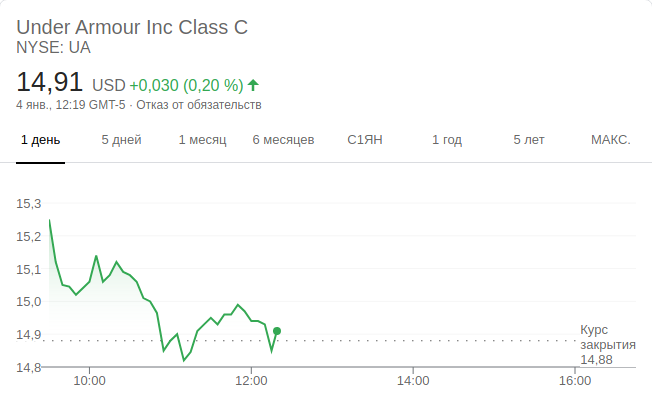 Under Armour Inc Class C
NYSE: UA
14,91 USD +0,030 (0,20 %)
4 янв., 12:19 GMT-5 · Отказ от обязательств
1 день 5 дней 1 месяц 6 месяцев С1ЯН 1 год 5 лет МАКС.
15,3
15,2
15,1
15,0
14,9
14,8
Курс
закрытия
14,88
10:00 12:00 14:00 16:00